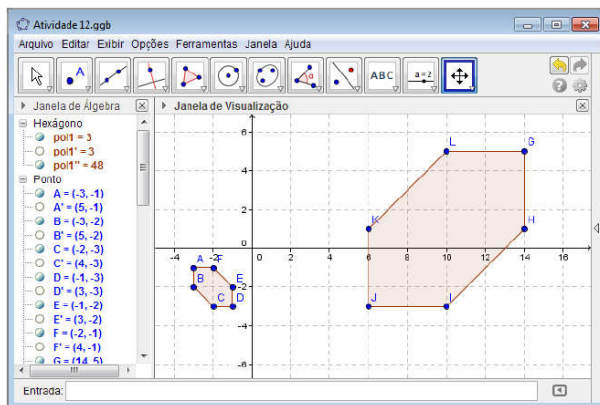 Atividade 12.ggb
Arquivo Editar Exibir Opções Ferramentas Janela Ajuda
A
α
ABC
a=2
Janela de Álgebra
Janela de Visualização
Hexágono
pol1 = 3
pol1' = 3
pol1'' = 48
Ponto
A = (-3, -1)
A' = (5, -1)
B = (-3, -2)
B' = (5, -2)
C = (-2, -3)
C' = (4, -3)
D = (-1, -3)
D' = (3, -3)
E = (-1, -2)
E' = (3, -2)
F = (-2, -1)
F' = (4, -1)
G = (14, 5)
6
4
2
0
-2
-4
-6
-4 -2 0 2 4 6 8 10 12 14 16
L G
K H
J I
A F
B E
C D
Entrada: